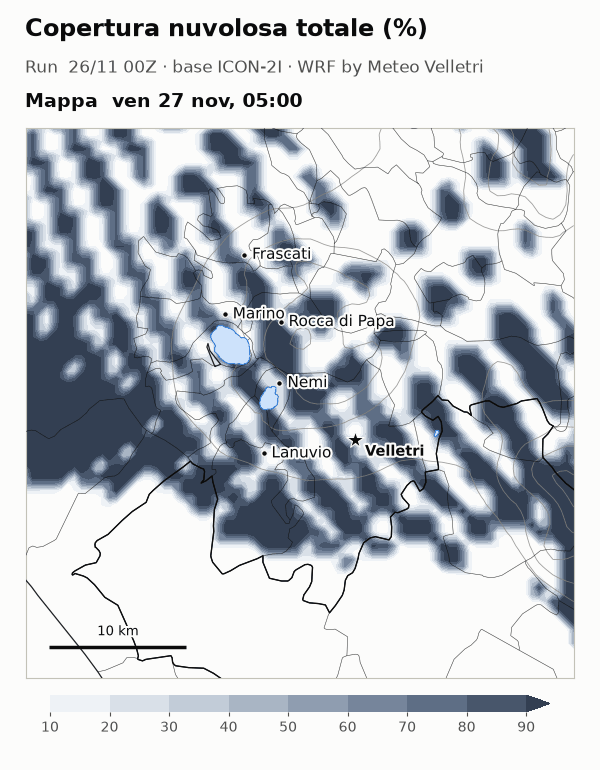 Copertura nuvolosa totale (%)
Run  26/11 00Z · base ICON-2I · WRF by Meteo Velletri
Mappa  ven 27 nov, 05:00
Frascati
Marino
Rocca di Papa
Nemi
Velletri
Lanuvio
10 km
10 20 30 40 50 60 70 80 90